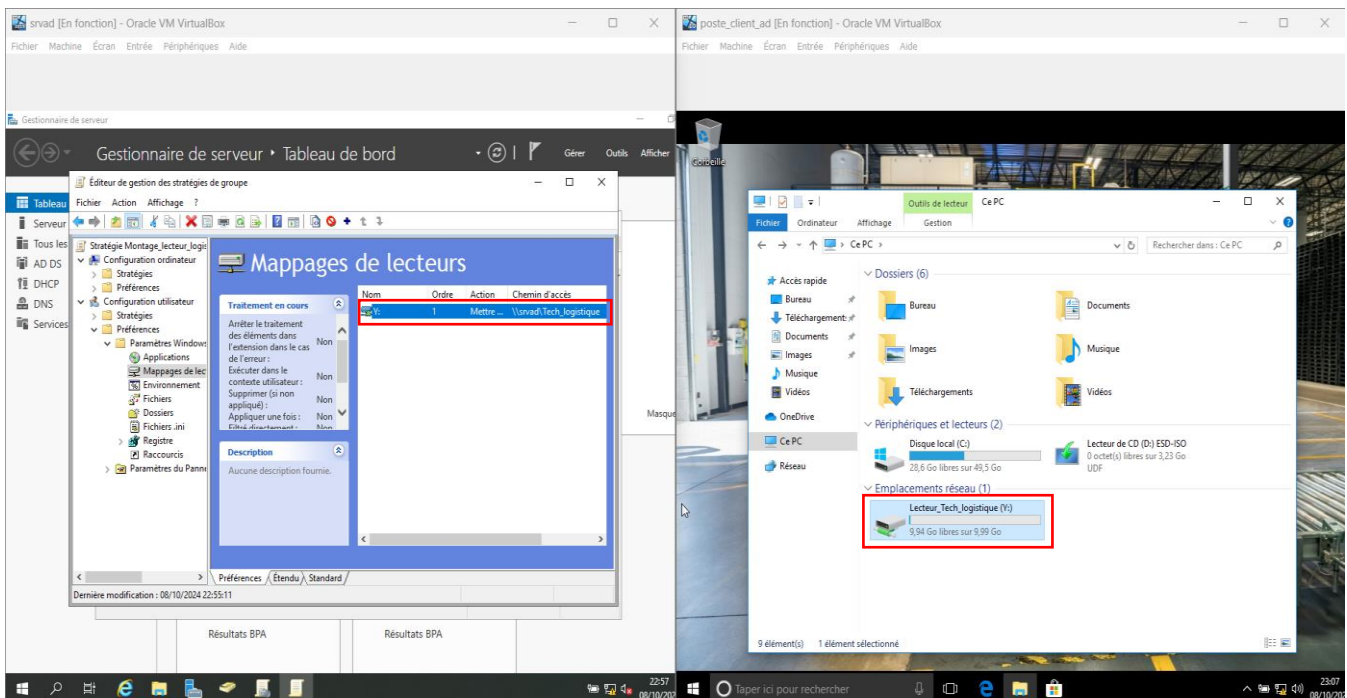 srvad [En fonction] - Oracle VM VirtualBox
Fichier Machine Écran Entrée Périphériques Aide
Gestionnaire de serveur
Gestionnaire de serveur • Tableau de bord
Gérer Outils Afficher
Tableau
Serveur
Tous les
AD DS
DHCP
DNS
Services
Éditeur de gestion des stratégies de groupe
Fichier Action Affichage ?
Stratégie Montage_lecteur_logis
Configuration ordinateur
Stratégies
Préférences
Configuration utilisateur
Stratégies
Préférences
Paramètres Windows
Applications
Mappages de lec
Environnement
Fichiers
Dossiers
Fichiers .ini
Registre
Raccourcis
Paramètres du Panne
Mappages de lecteurs
Traitement en cours
Arrêter le traitement
des éléments dans
l'extension dans le cas Non
de l'erreur :
Exécuter dans le
contexte utilisateur : Non
Supprimer (si non
appliqué) : Non
Appliquer une fois : Non
Filtré directement : Non
Description
Aucune description fournie.
Nom Ordre Action Chemin d'accès
Y: 1 Mettre ... \\srvad\Tech_logistique
Préférences Étendu Standard
Dernière modification : 08/10/2024 22:55:11
Masque
Résultats BPA Résultats BPA
22:57
08/10/202
poste_client_ad [En fonction] - Oracle VM VirtualBox
Fichier Machine Écran Entrée Périphériques Aide
Corbeille
Outils de lecteur Ce PC
Fichier Ordinateur Affichage Gestion
Ce PC
Rechercher dans : Ce PC
Accès rapide
Bureau
Téléchargements
Documents
Images
Musique
Vidéos
OneDrive
Ce PC
Réseau
Dossiers (6)
Bureau Documents
Images Musique
Téléchargements Vidéos
Périphériques et lecteurs (2)
Disque local (C:)
28,6 Go libres sur 49,5 Go
Lecteur de CD (D:) ESD-ISO
0 octet(s) libres sur 3,23 Go
UDF
Emplacements réseau (1)
Lecteur_Tech_logistique (Y:)
9,94 Go libres sur 9,99 Go
9 élément(s) 1 élément sélectionné
Taper ici pour rechercher
23:07
08/10/202